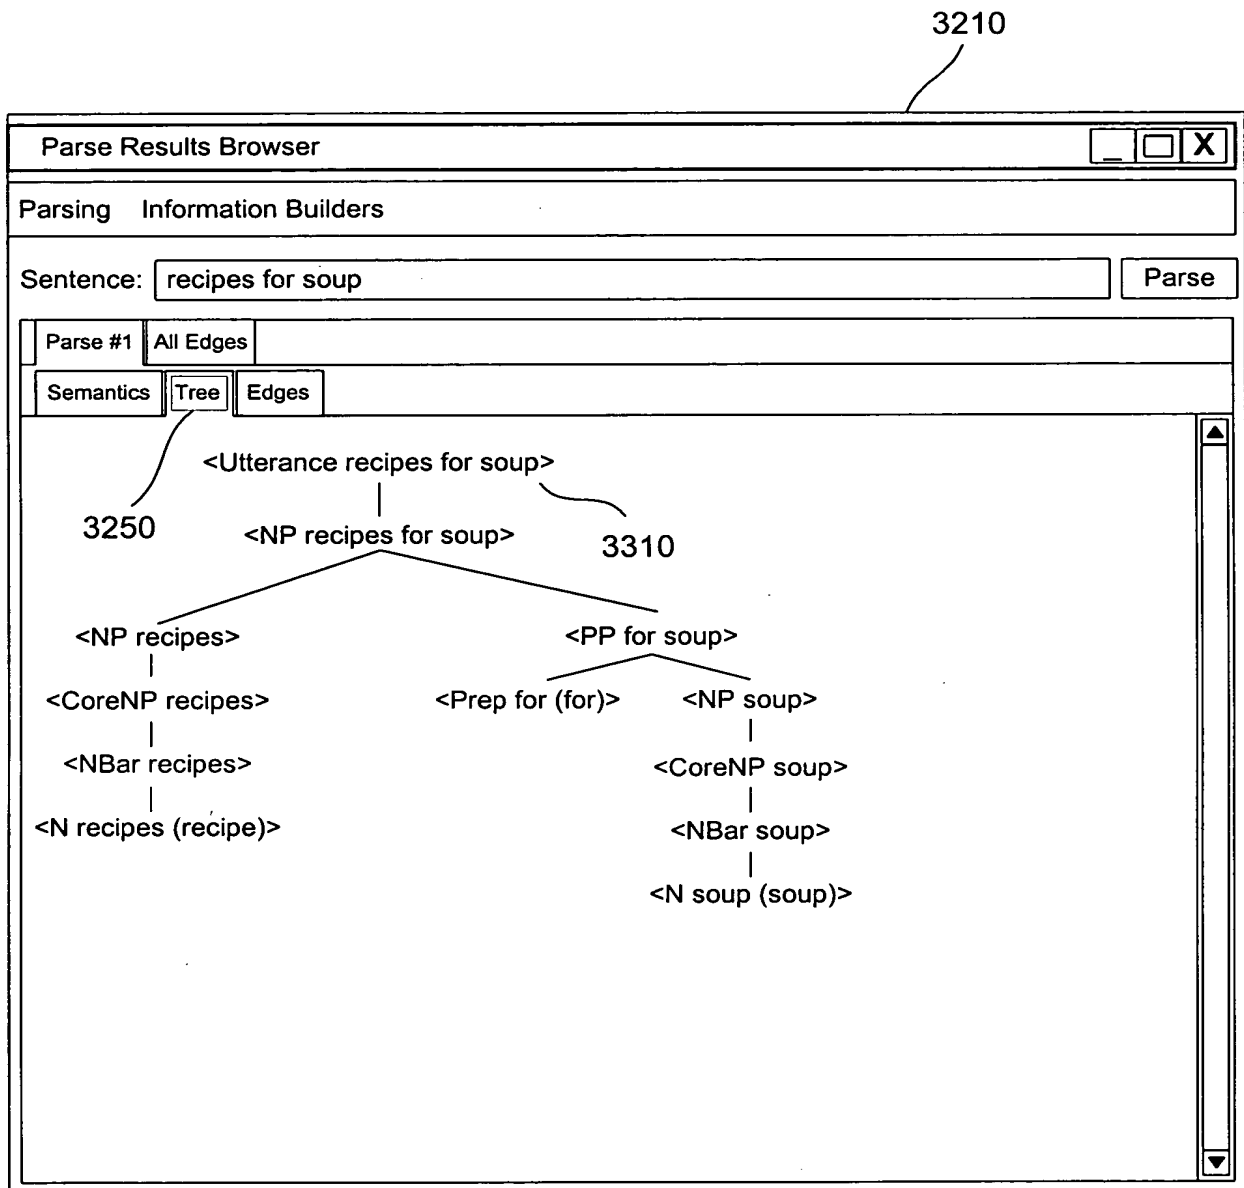 3210
Parse Results Browser _ X
Parsing Information Builders
Sentence: recipes for soup Parse
Parse #1 All Edges
Semantics Tree Edges
<Utterance recipes for soup>
3250 <NP recipes for soup> 3310
<NP recipes> <PP for soup>
<CoreNP recipes> <Prep for (for)> <NP soup>
<NBar recipes> <CoreNP soup>
<N recipes (recipe)> <NBar soup>
<N soup (soup)>